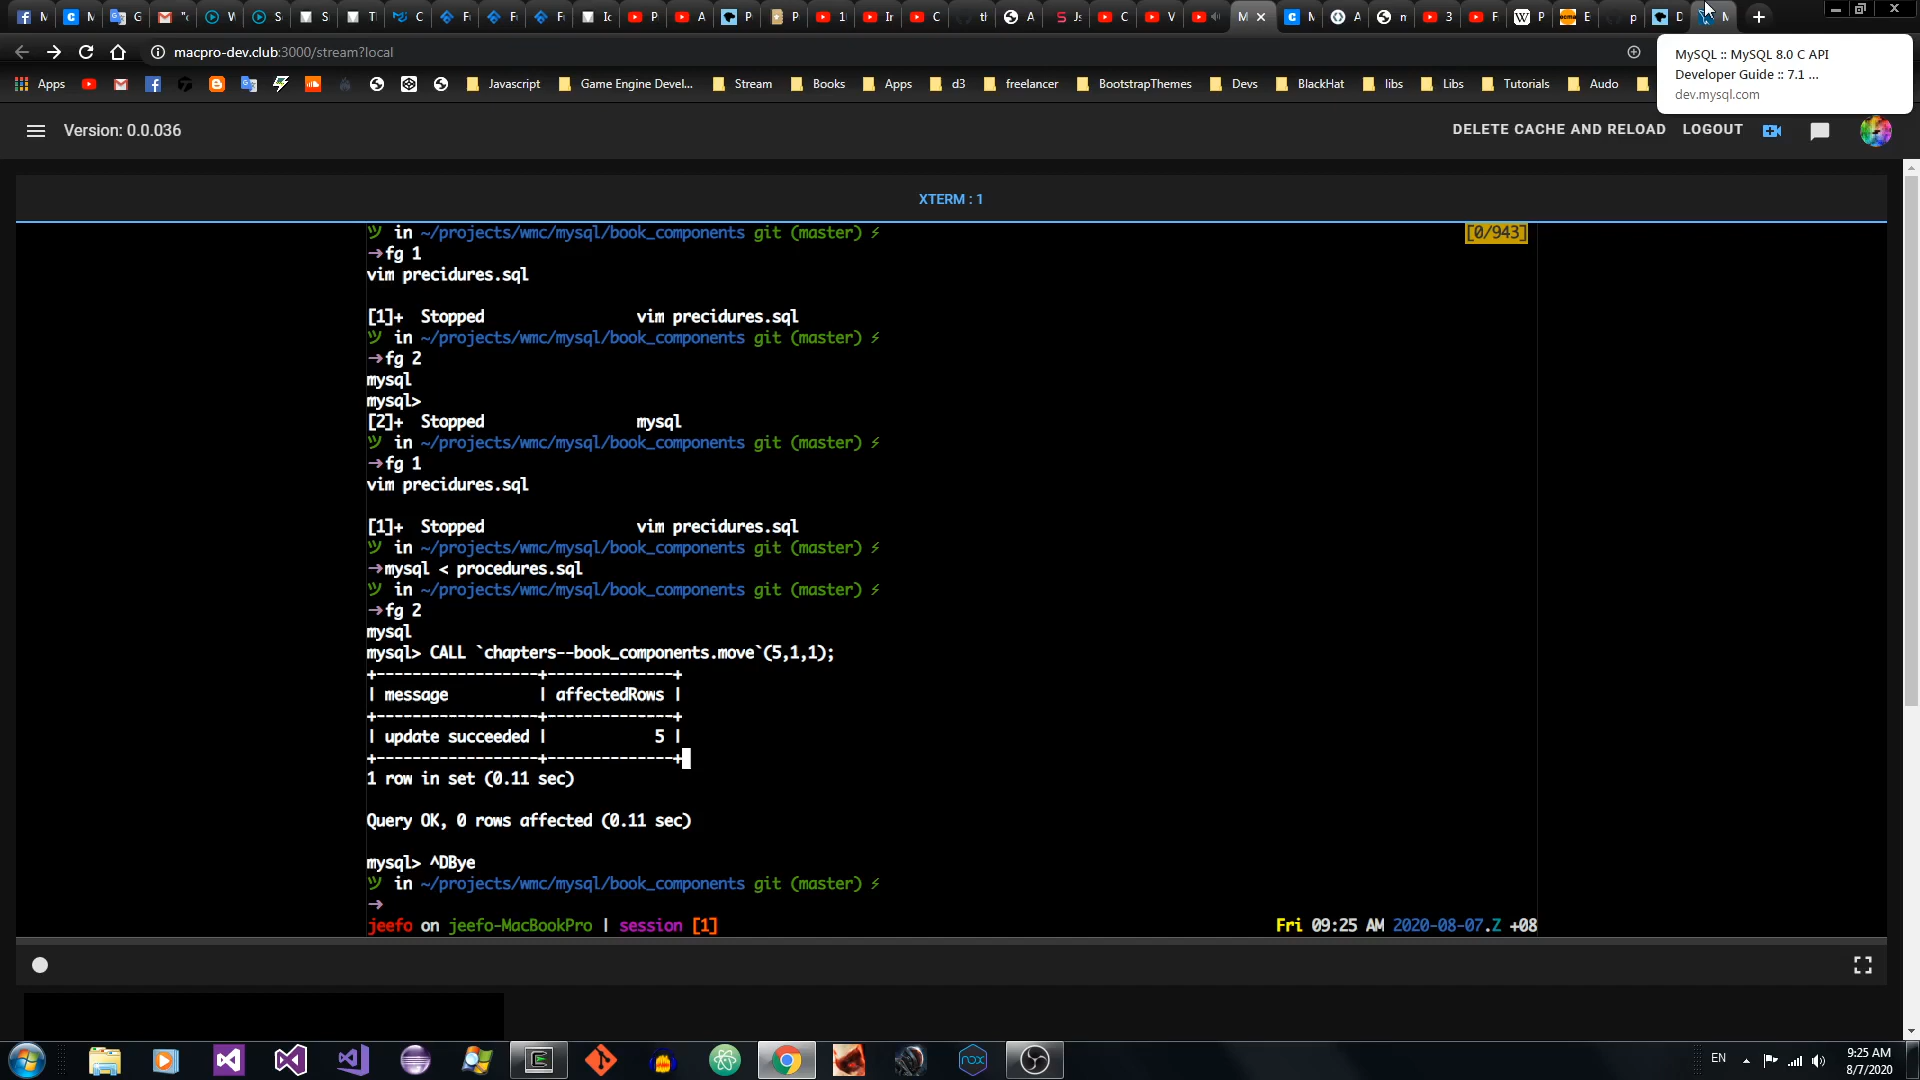 macpro-dev.club:3000/stream?local
MySQL :: MySQL 8.0 C API
Developer Guide :: 7.1 ...
dev.mysql.com
Apps
Javascript
Game Engine Devel...
Stream
Books
Apps
d3
freelancer
BootstrapThemes
Devs
BlackHat
libs
Libs
Tutorials
Audo
Version: 0.0.036
DELETE CACHE AND RELOAD
LOGOUT
XTERM : 1
ツ in ~/projects/wmc/mysql/book_components git (master) ⚡
[0/943]
→fg 1
vim precidures.sql
[1]+ Stopped vim precidures.sql
ツ in ~/projects/wmc/mysql/book_components git (master) ⚡
→fg 2
mysql
mysql>
[2]+ Stopped mysql
ツ in ~/projects/wmc/mysql/book_components git (master) ⚡
→fg 1
vim precidures.sql
[1]+ Stopped vim precidures.sql
ツ in ~/projects/wmc/mysql/book_components git (master) ⚡
→mysql < procedures.sql
ツ in ~/projects/wmc/mysql/book_components git (master) ⚡
→fg 2
mysql
mysql> CALL `chapters--book_components.move`(5,1,1);
+------------------+--------------+
| message | affectedRows |
+------------------+--------------+
| update succeeded | 5 |
+------------------+--------------+
1 row in set (0.11 sec)
Query OK, 0 rows affected (0.11 sec)
mysql> ^DBye
ツ in ~/projects/wmc/mysql/book_components git (master) ⚡
→
jeefo on jeefo-MacBookPro | session [1]
Fri 09:25 AM 2020-08-07.Z +08
nox
EN
9:25 AM
8/7/2020